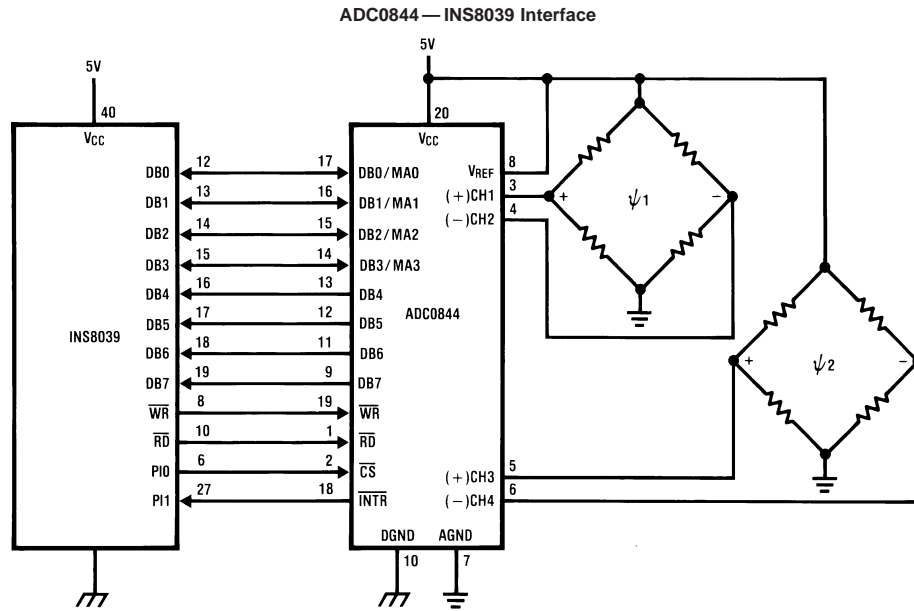 ADC0844 — INS8039 Interface
5V
5V
40
VCC
20
VCC
DB0 12 17 DB0/MA0
DB1 13 16 DB1/MA1
DB2 14 15 DB2/MA2
DB3 15 14 DB3/MA3
DB4 16 13 DB4
DB5 17 12 DB5
DB6 18 11 DB6
DB7 19 9 DB7
WR 8 19 WR
RD 10 1 RD
PI0 6 2 CS
PI1 27 18 INTR
INS8039
ADC0844
VREF 8
(+)CH1 3
(−)CH2 4
+ ψ1 −
+ ψ2 −
(+)CH3 5
(−)CH4 6
DGND AGND
10 7